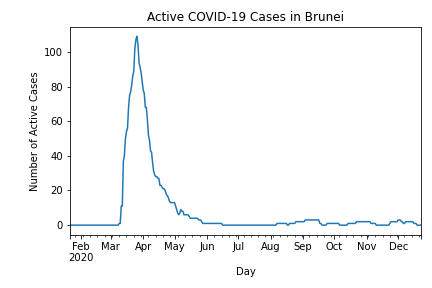 Active COVID-19 Cases in Brunei
Number of Active Cases
100
80
60
40
20
0
Feb Mar Apr May Jun Jul Aug Sep Oct Nov Dec
2020
Day